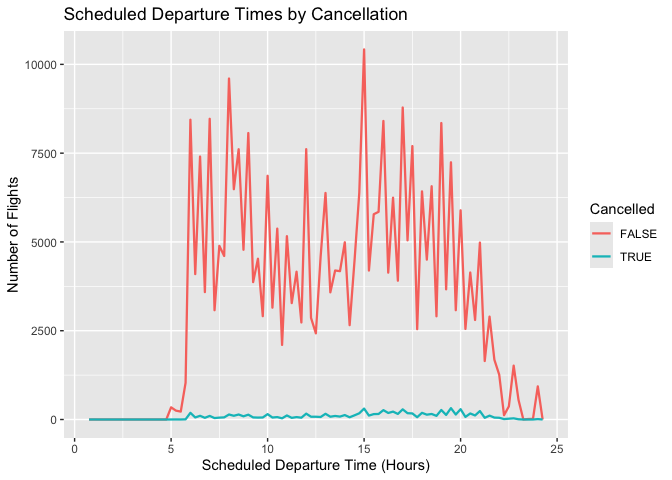 Scheduled Departure Times by Cancellation
Number of Flights
10000
7500
5000
2500
0
0 5 10 15 20 25
Scheduled Departure Time (Hours)
Cancelled
FALSE
TRUE